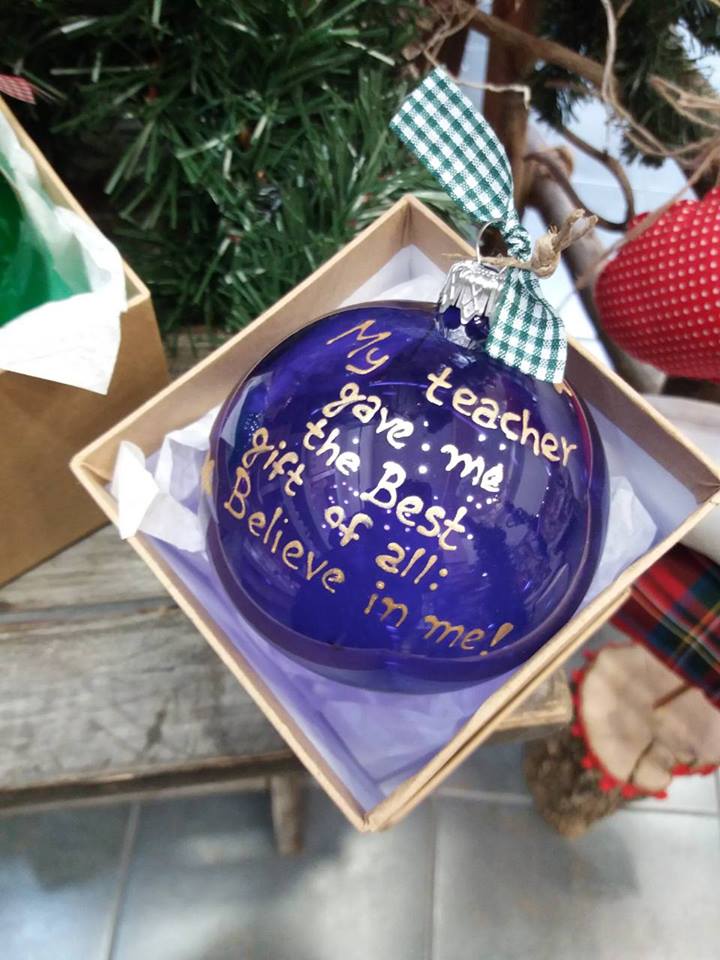 My teacher
gave me
the Best
gift of all:
Believe in me!